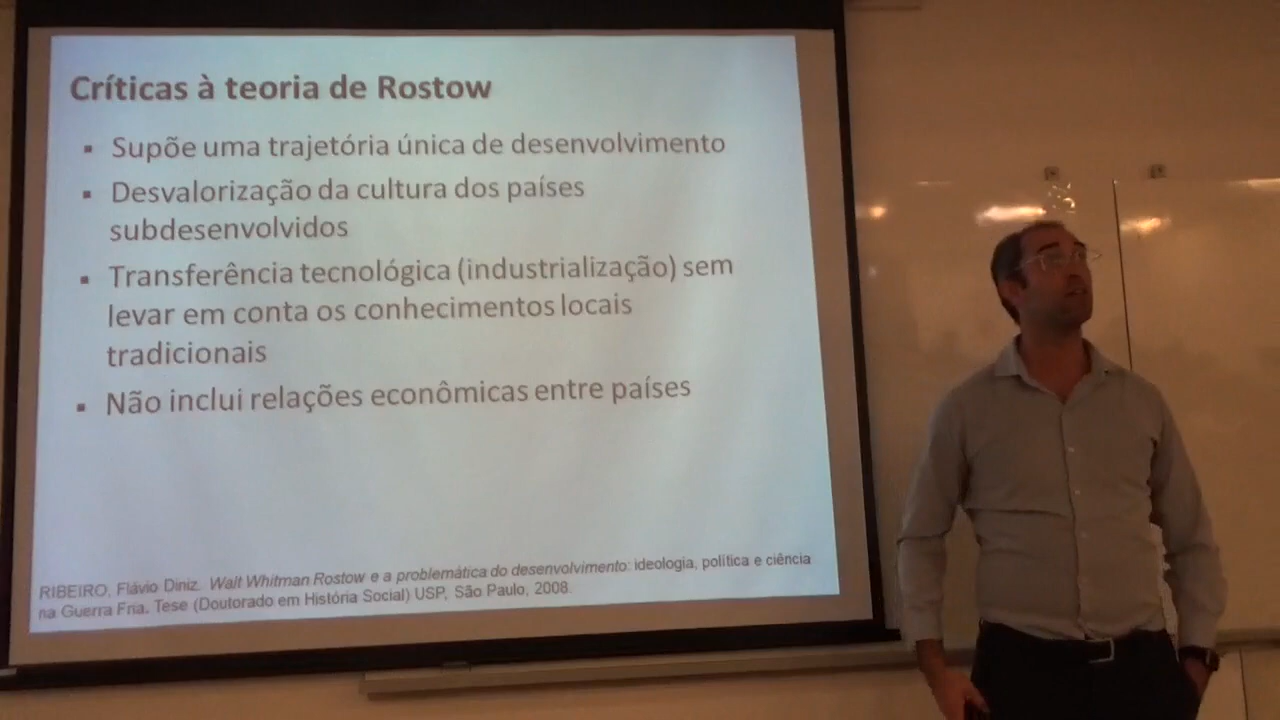 Críticas à teoria de Rostow
▪ Supõe uma trajetória única de desenvolvimento
▪ Desvalorização da cultura dos países
subdesenvolvidos
▪ Transferência tecnológica (industrialização) sem
levar em conta os conhecimentos locais
tradicionais
▪ Não inclui relações econômicas entre países
RIBEIRO, Flávio Diniz. Walt Whitman Rostow e a problemática do desenvolvimento: ideologia, política e ciência
na Guerra Fria. Tese (Doutorado em História Social) USP, São Paulo, 2008.